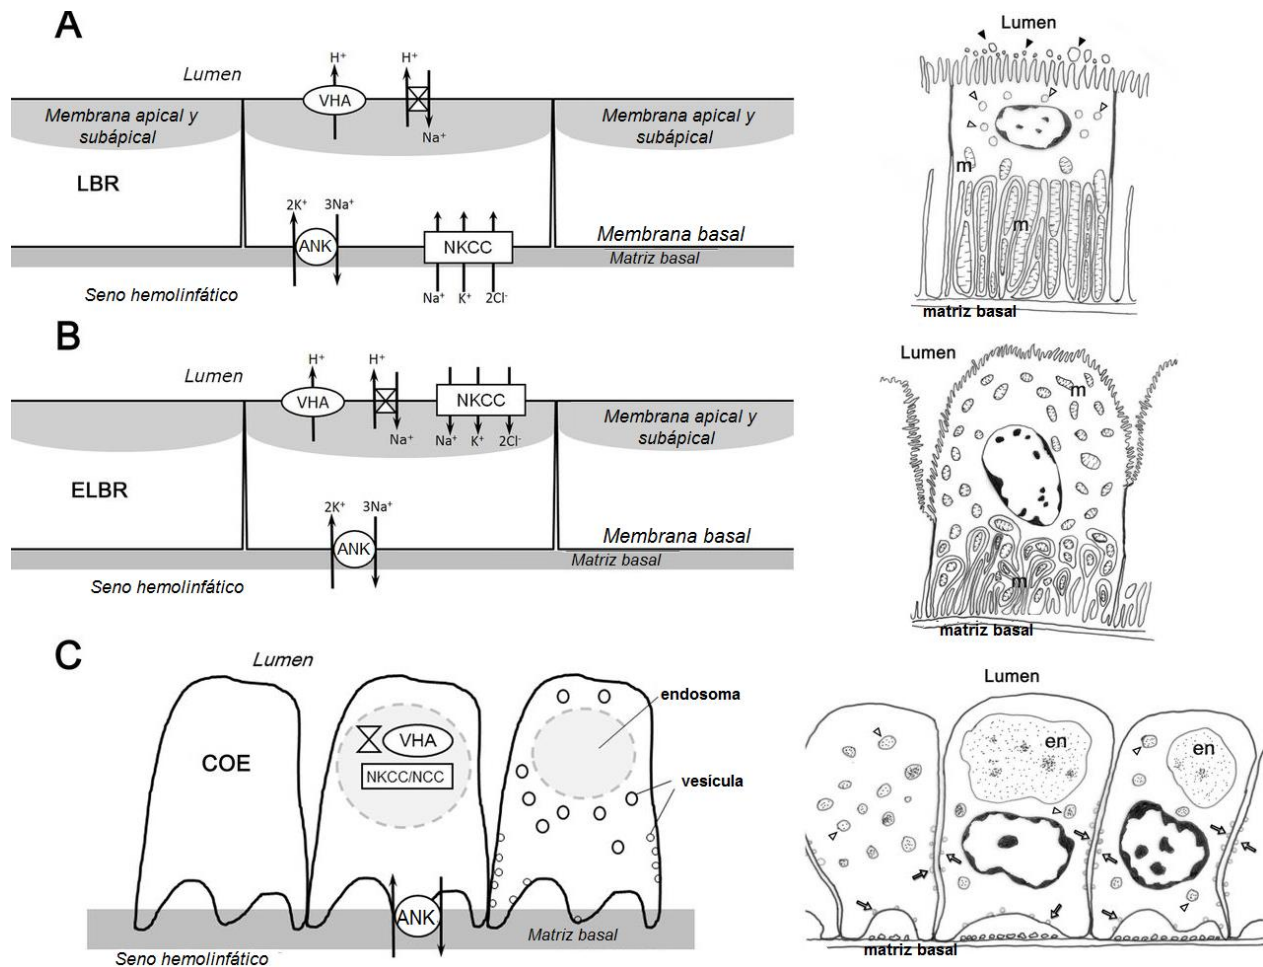 A
Lumen
H⁺
H⁺
VHA
Na⁺
Membrana apical y
subápical
Membrana apical y
subápical
LBR
2K⁺
3Na⁺
ANK
NKCC
Membrana basal
Matriz basal
Seno hemolinfático
Na⁺
K⁺
2Cl⁻
Lumen
m
m
matriz basal
B
Lumen
H⁺
H⁺
VHA
NKCC
Na⁺
Na⁺
K⁺
2Cl⁻
Membrana apical y
subápical
ELBR
2K⁺
3Na⁺
ANK
Membrana basal
Matriz basal
Seno hemolinfático
Lumen
m
m
matriz basal
C
Lumen
COE
VHA
NKCC/NCC
endosoma
vesícula
ANK
Matriz basal
Seno hemolinfático
Lumen
en
en
matriz basal